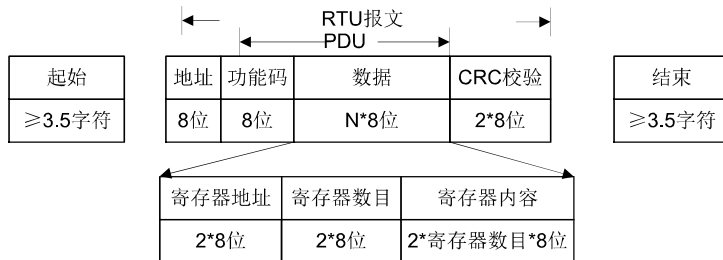 RTU报文
PDU
起始 地址 功能码 数据 CRC校验 结束
≥3.5字符 8位 8位 N*8位 2*8位 ≥3.5字符
寄存器地址 寄存器数目 寄存器内容
2*8位 2*8位 2*寄存器数目*8位